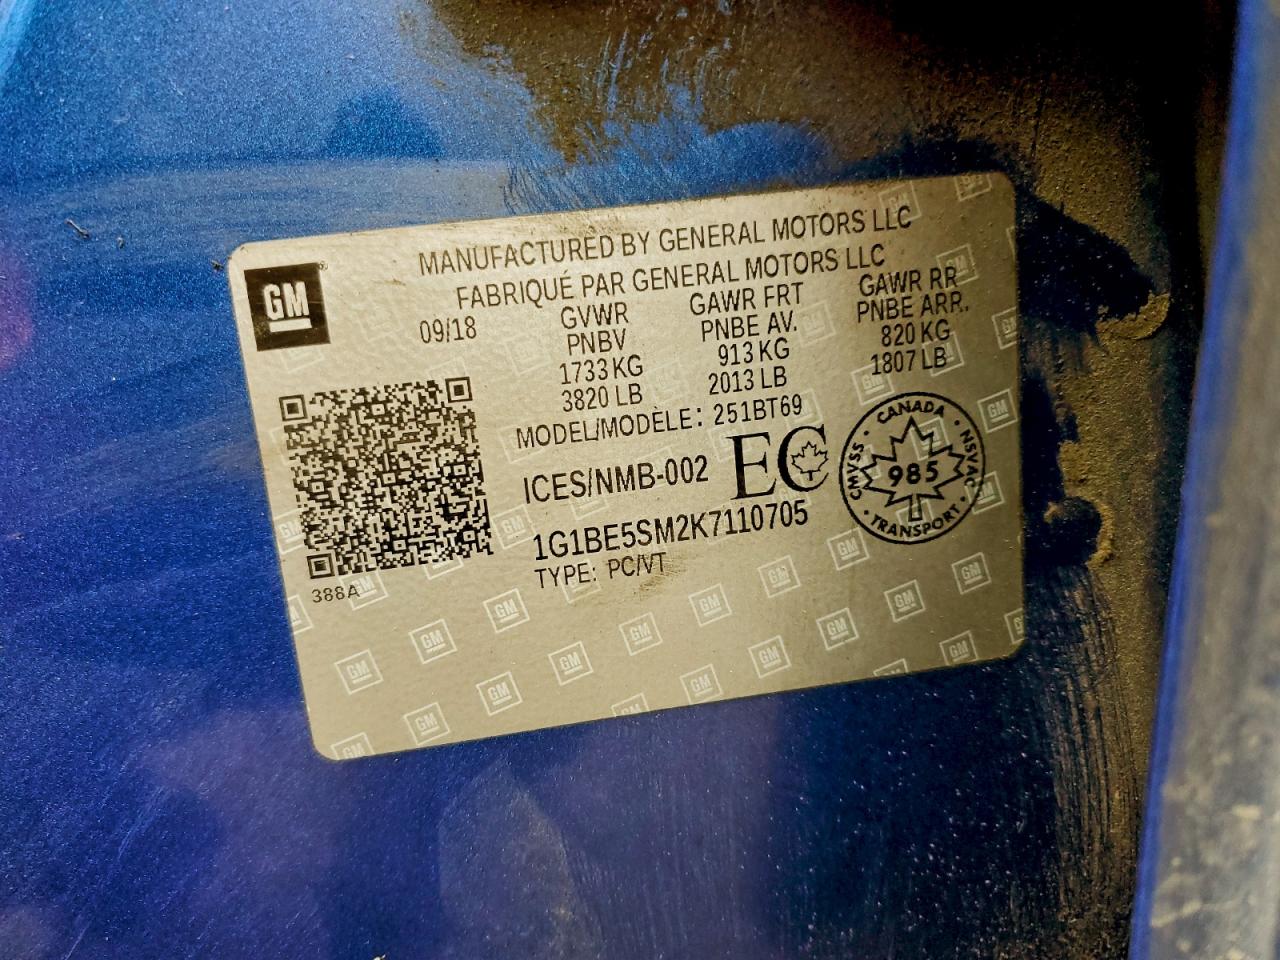 GM
MANUFACTURED BY GENERAL MOTORS LLC
FABRIQUÉ PAR GENERAL MOTORS LLC
09/18
GVWR
PNBV
1733 KG
3820 LB
GAWR FRT
PNBE AV.
913 KG
2013 LB
GAWR RR
PNBE ARR.
820 KG
1807 LB
MODEL/MODÈLE: 251BT69
ICES/NMB-002 EC
1G1BE5SM2K7110705
TYPE: PC/VT
388A
CANADA
CMVSS 985 NSVAC
TRANSPORT